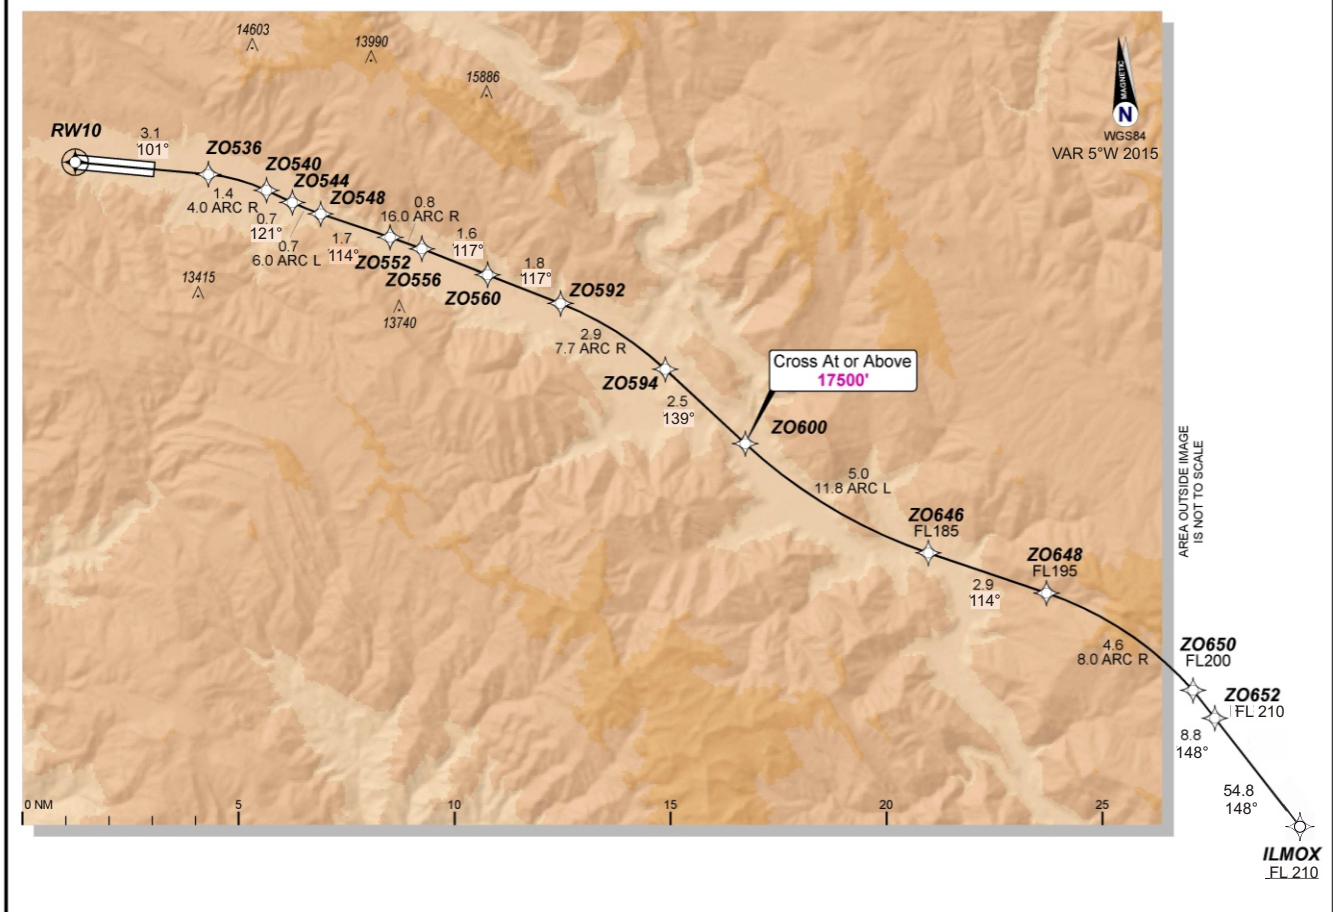 14603
13990
15886
MAGNETIC
N
WGS84
VAR 5°W 2015
RW10
3.1
101°
ZO536
1.4
4.0 ARC R
ZO540
0.7
121°
ZO544
0.7
6.0 ARC L
ZO548
1.7
114°
ZO552
0.8
16.0 ARC R
ZO556
1.6
117°
ZO560
1.8
117°
ZO592
13415
13740
2.9
7.7 ARC R
ZO594
2.5
139°
Cross At or Above
17500'
ZO600
5.0
11.8 ARC L
ZO646
FL185
2.9
114°
ZO648
FL195
4.6
8.0 ARC R
AREA OUTSIDE IMAGE
IS NOT TO SCALE
ZO650
FL200
ZO652
FL 210
8.8
148°
54.8
148°
ILMOX
FL 210
0 NM
5
10
15
20
25